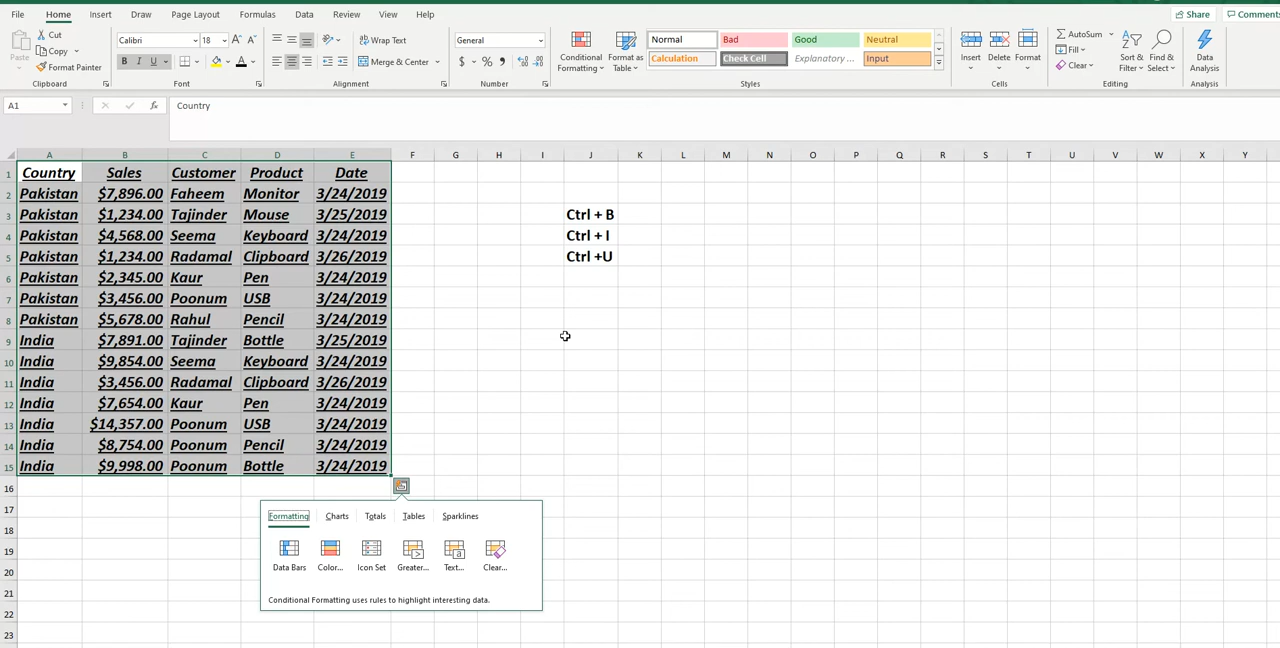 File Home Insert Draw Page Layout Formulas Data Review View Help Share Comments
Cut Calibri 18 Wrap Text General Normal Bad Good Neutral AutoSum
Copy Fill
Paste Format Painter B I U Merge & Center $ % Conditional Formatting Format as Table Calculation Check Cell Explanatory ... Input Insert Delete Format Clear Sort & Filter Find & Select Data Analysis
Clipboard Font Alignment Number Styles Cells Editing Analysis
A1 fx Country
A B C D E F G H I J K L M N O P Q R S T U V W X Y
1 Country Sales Customer Product Date
2 Pakistan $7,896.00 Faheem Monitor 3/24/2019
3 Pakistan $1,234.00 Tajinder Mouse 3/25/2019 Ctrl + B
4 Pakistan $4,568.00 Seema Keyboard 3/24/2019 Ctrl + I
5 Pakistan $1,234.00 Radamal Clipboard 3/26/2019 Ctrl +U
6 Pakistan $2,345.00 Kaur Pen 3/24/2019
7 Pakistan $3,456.00 Poonum USB 3/24/2019
8 Pakistan $5,678.00 Rahul Pencil 3/24/2019
9 India $7,891.00 Tajinder Bottle 3/25/2019
10 India $9,854.00 Seema Keyboard 3/24/2019
11 India $3,456.00 Radamal Clipboard 3/26/2019
12 India $7,654.00 Kaur Pen 3/24/2019
13 India $14,357.00 Poonum USB 3/24/2019
14 India $8,754.00 Poonum Pencil 3/24/2019
15 India $9,998.00 Poonum Bottle 3/24/2019
16
17 Formatting Charts Totals Tables Sparklines
18
19 Data Bars Color... Icon Set Greater... Text... Clear...
20
21 Conditional Formatting uses rules to highlight interesting data.
22
23